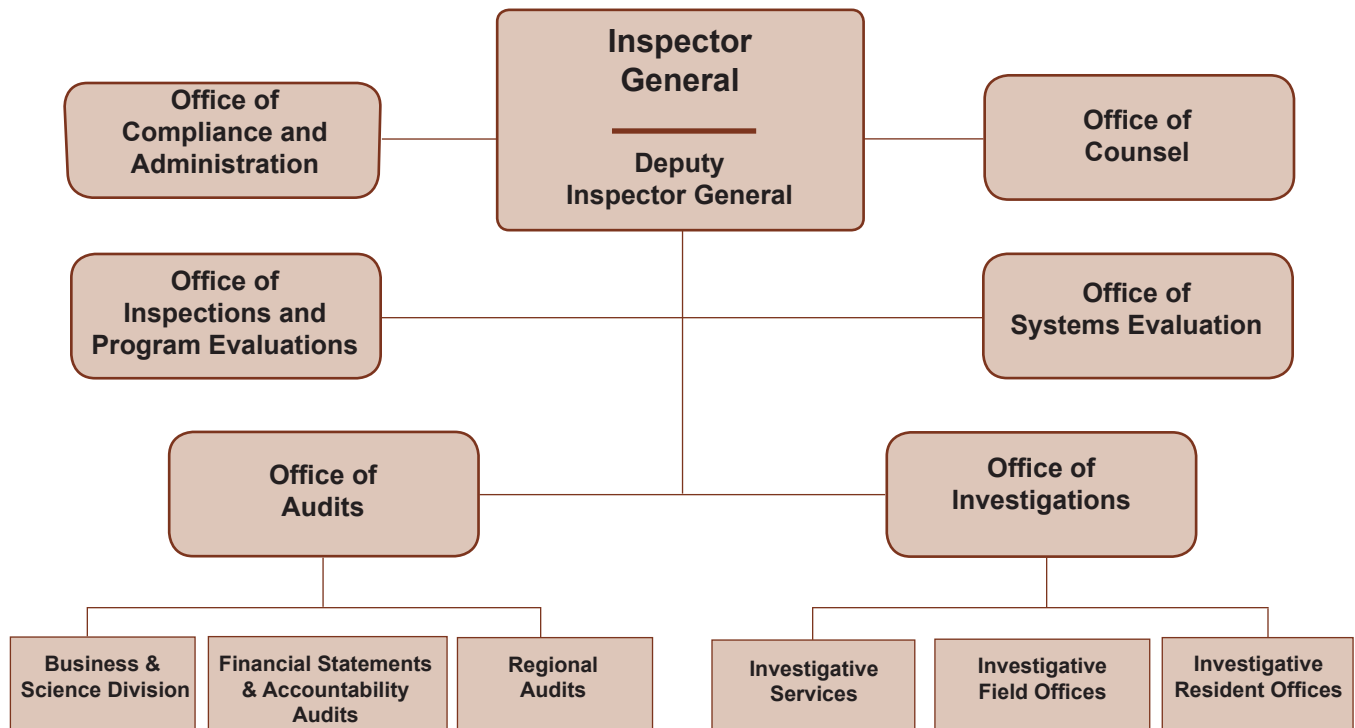 Inspector
General
Deputy
Inspector General
Office of
Compliance and
Administration
Office of
Counsel
Office of
Inspections and
Program Evaluations
Office of
Systems Evaluation
Office of
Audits
Office of
Investigations
Business &
Science Division
Financial Statements
& Accountability
Audits
Regional
Audits
Investigative
Services
Investigative
Field Offices
Investigative
Resident Offices